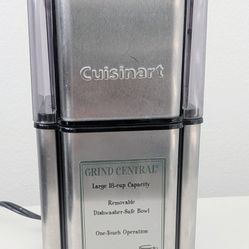 Cuisinart
GRIND CENTRAL®
Large 18-cup Capacity
Removable
Dishwasher-Safe Bowl
One-Touch Operation